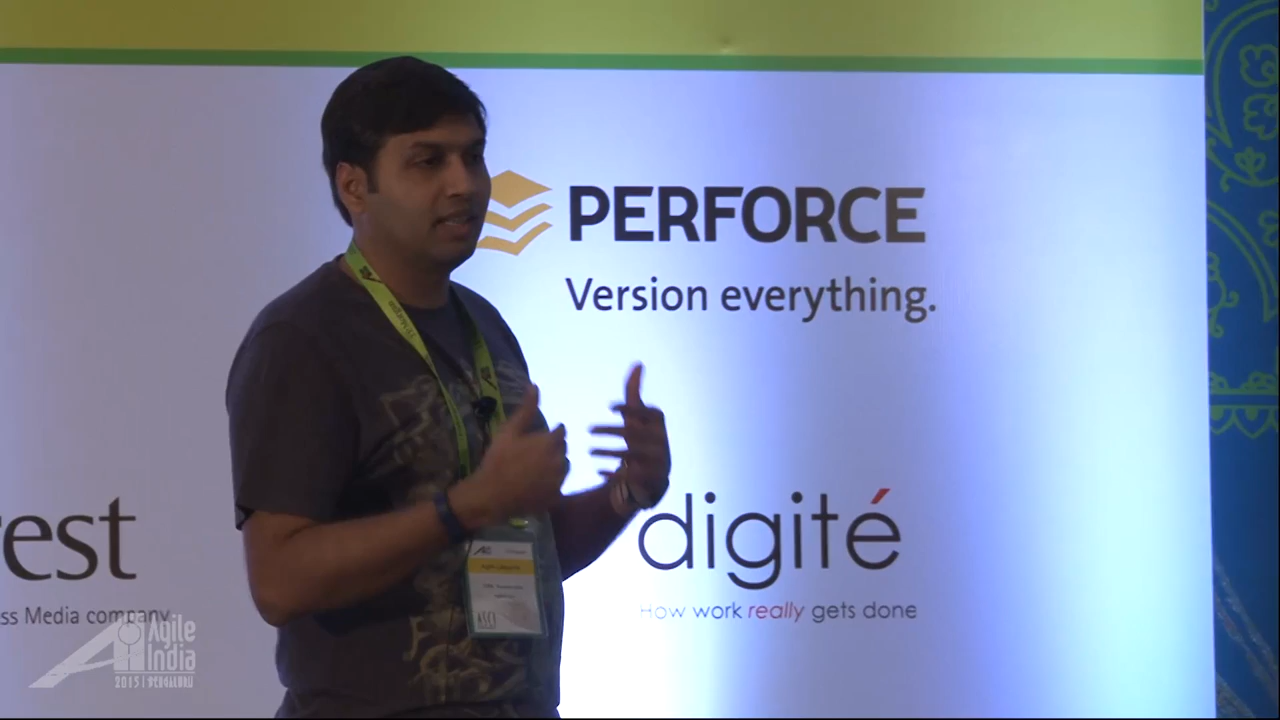 PERFORCE
Version everything.
rest
ss Media company
digité
How work really gets done
Agile
India
2015 | BENGALURU